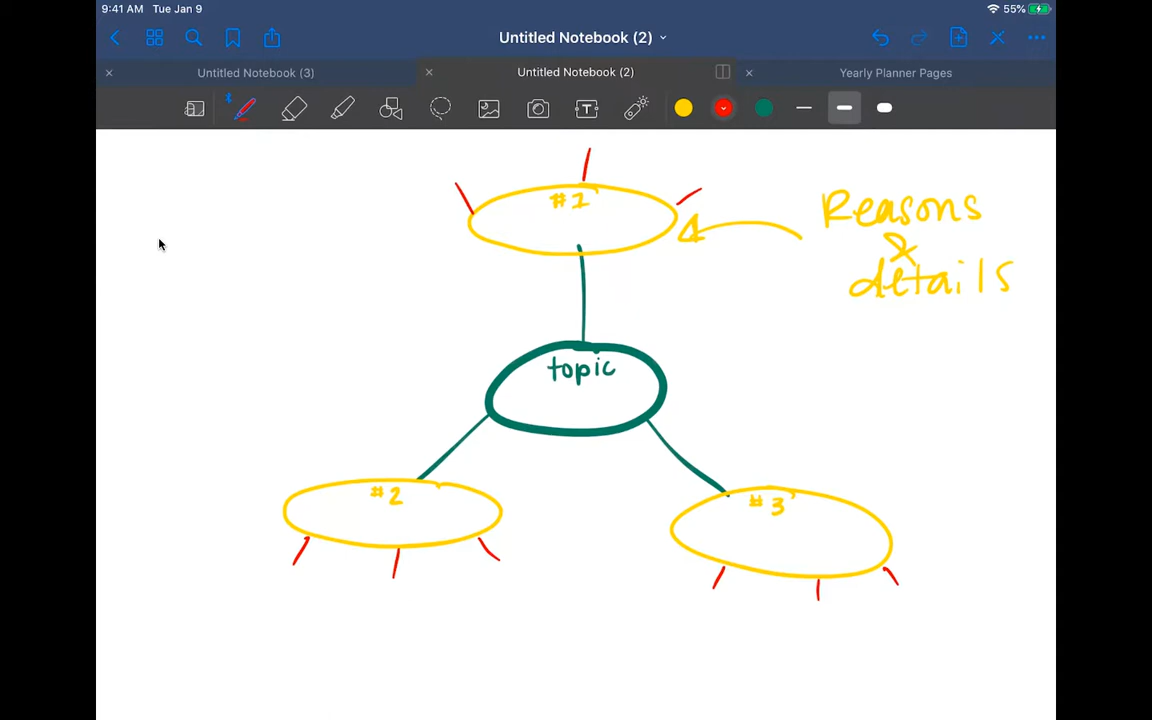 9:41 AM Tue Jan 9
55%
Untitled Notebook (2)
Untitled Notebook (3)
Untitled Notebook (2)
Yearly Planner Pages
#1
Reasons
&
details
topic
#2
#3